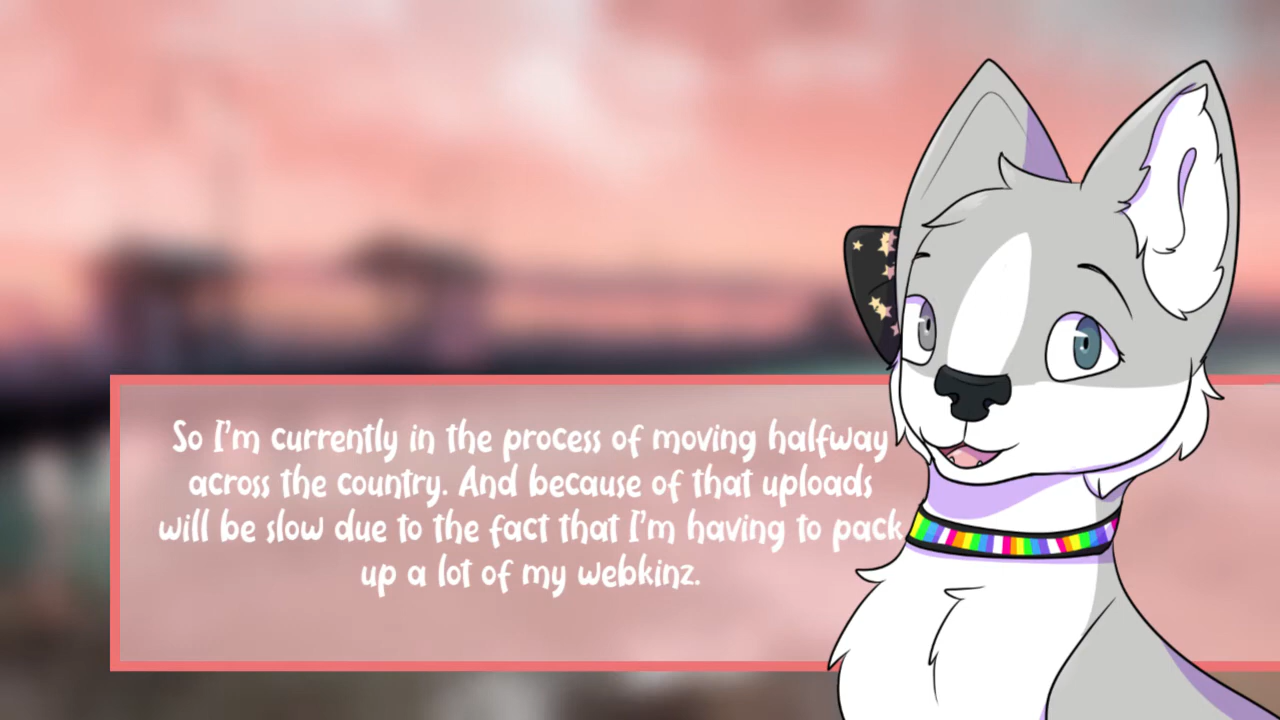 So I'm currently in the process of moving halfway
across the country. And because of that uploads
will be slow due to the fact that I'm having to pack
up a lot of my webkinz.